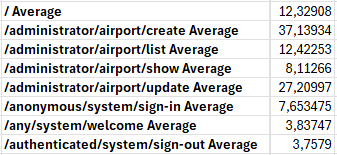 / Average 12,32908
/administrator/airport/create Average 37,13934
/administrator/airport/list Average 12,42253
/administrator/airport/show Average 8,11266
/administrator/airport/update Average 27,20997
/anonymous/system/sign-in Average 7,653475
/any/system/welcome Average 3,83747
/authenticated/system/sign-out Average 3,7579